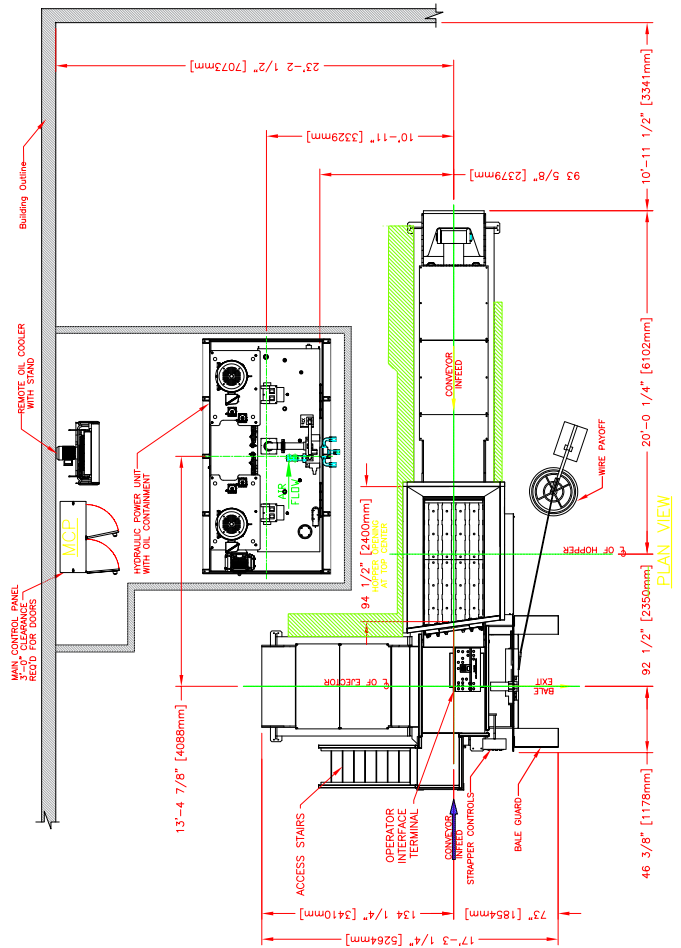 23'-2 1/2" [7073mm]
10'-11" [3329mm]
93 5/8" [2379mm]
10'-11 1/2" [3341mm]
20'-0 1/4" [6102mm]
92 1/2" [2350mm]
46 3/8" [1178mm]
Building Outline
REMOTE OIL COOLER
WITH STAND
HYDRAULIC POWER UNIT
WITH OIL CONTAINMENT
MCP
MAIN CONTROL PANEL
3'-0" CLEARANCE
REQ'D FOR DOORS
AIR
FLOW
CONVEYOR
INFEED
WIRE PAYOFF
94 1/2" [2400mm]
HOPPER OPENING
AT TOP CENTER
℄ OF HOPPER
PLAN VIEW
℄ OF EJECTOR
BALE
EXIT
13'-4 7/8" [4088mm]
ACCESS STAIRS
OPERATOR
INTERFACE
TERMINAL
CONVEYOR
INFEED
STRAPPER CONTROLS
BALE GUARD
134 1/4" [3410mm]
73" [1854mm]
17'-3 1/4" [5264mm]